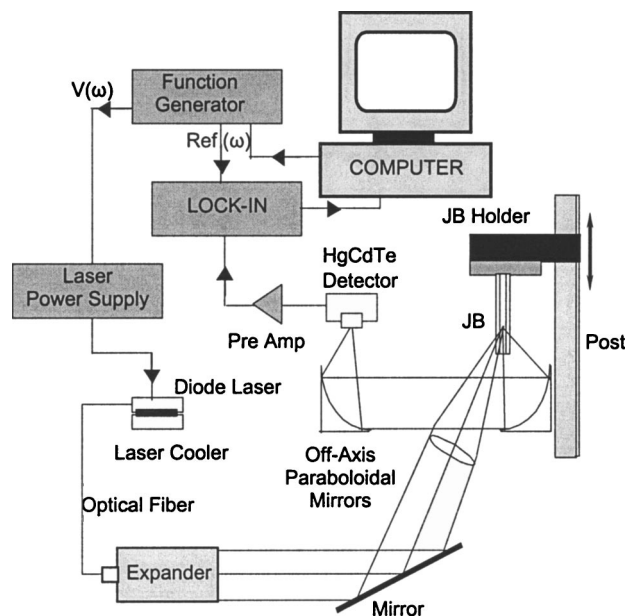 Function
Generator
V(ω)
Ref (ω)
COMPUTER
LOCK-IN
JB Holder
HgCdTe
Detector
Laser
Power Supply
Pre Amp
JB
Post
Diode Laser
Laser Cooler
Off-Axis
Paraboloidal
Mirrors
Optical Fiber
Expander
Mirror